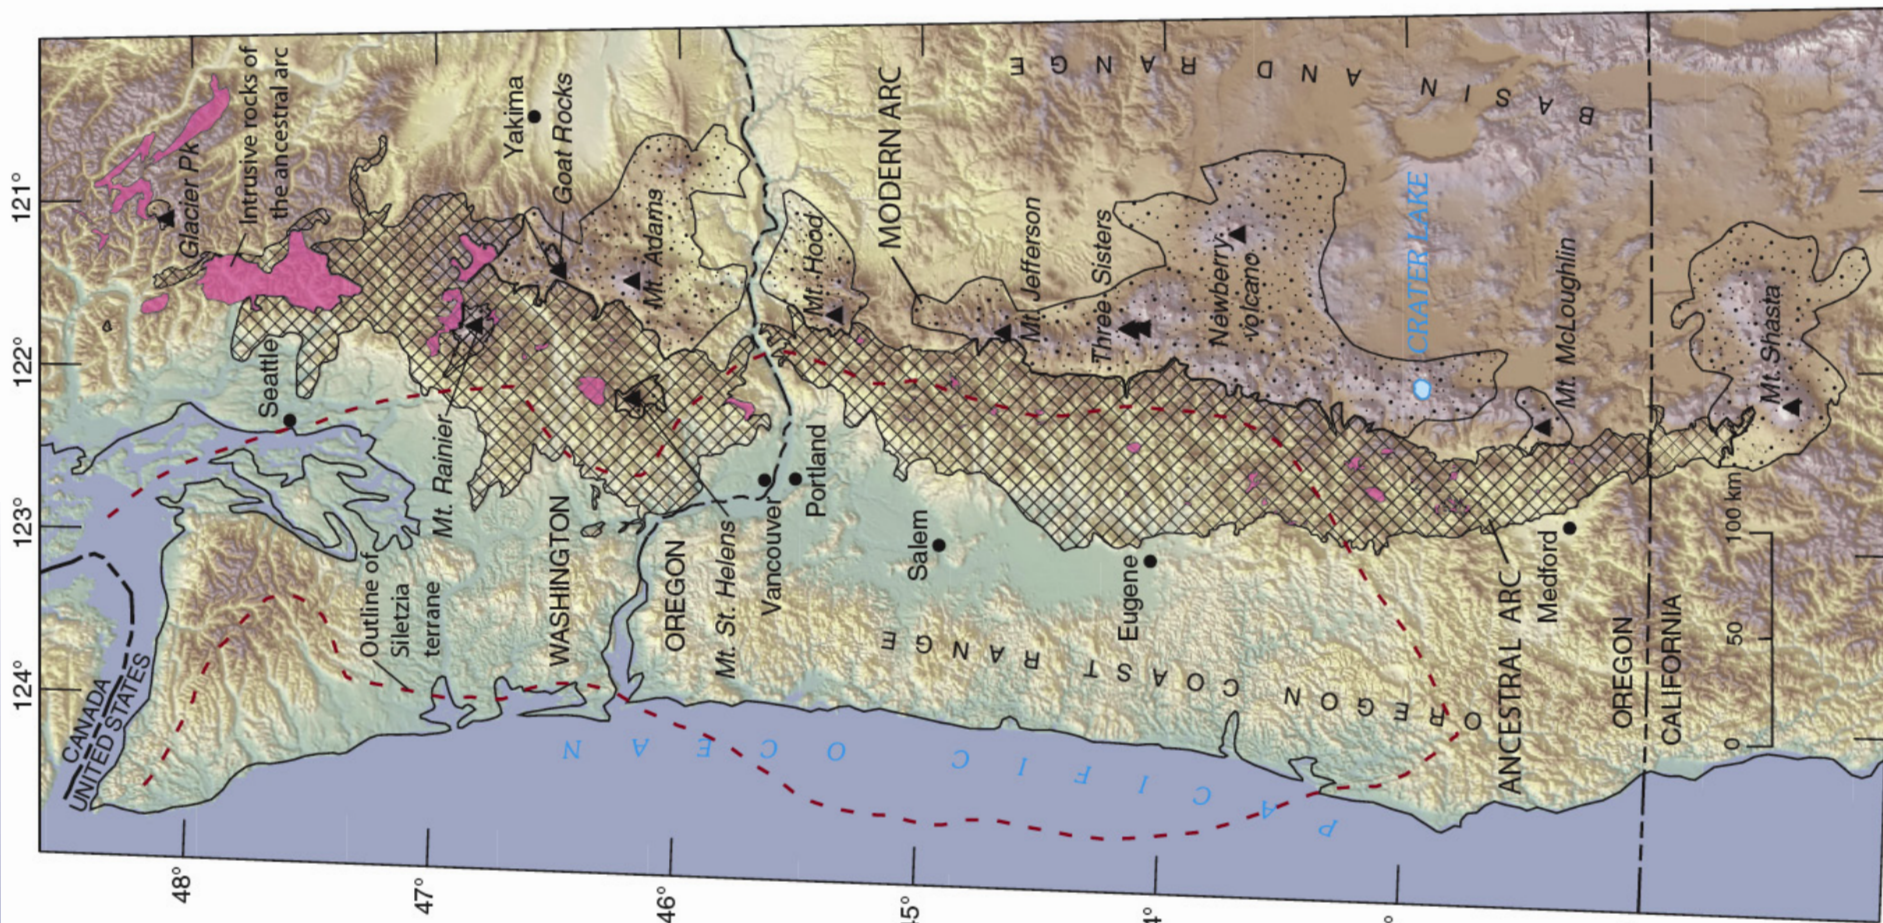 121°
122°
123°
124°
48°
47°
46°
45°
4°
°
CANADA
UNITED STATES
Glacier Pk
Intrusive rocks of
the ancestral arc
Seattle
Yakima
Goat Rocks
Mt. Rainier
Mt. Adams
Outline of
Siletzia
terrane
WASHINGTON
OREGON
Mt. St. Helens
Vancouver
Portland
Mt. Hood
MODERN ARC
Salem
Mt. Jefferson
Three Sisters
Eugene
Newberry
Volcano
CRATER LAKE
Mt. McLoughlin
Medford
ANCESTRAL ARC
OREGON
CALIFORNIA
Mt. Shasta
BASIN AND RANGE
OREGON COAST RANGE
PACIFIC OCEAN
0 50 100 km